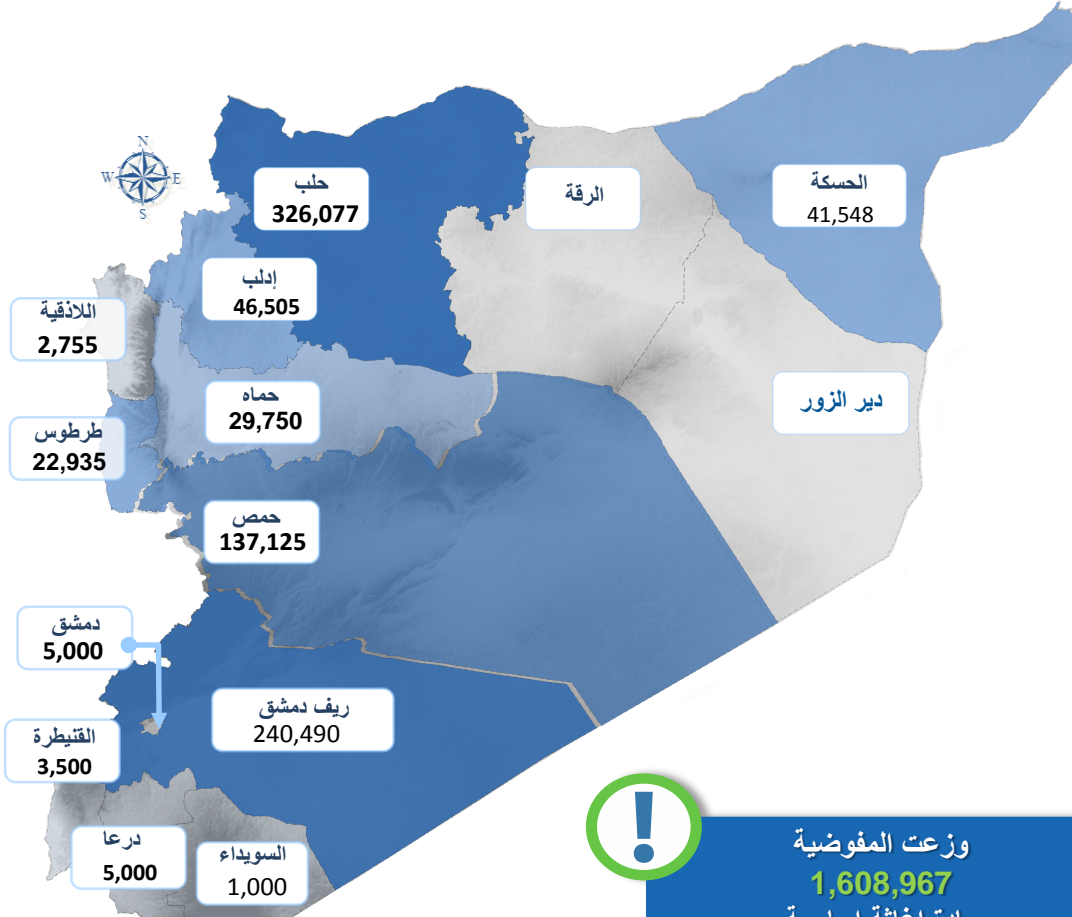 N
W E
S
حلب
326,077
الرقة
الحسكة
41,548
إدلب
46,505
اللاذقية
2,755
حماه
29,750
دير الزور
طرطوس
22,935
حمص
137,125
دمشق
5,000
ريف دمشق
240,490
القنيطرة
3,500
درعا
5,000
السويداء
1,000
!
وزعت المفوضية
1,608,967